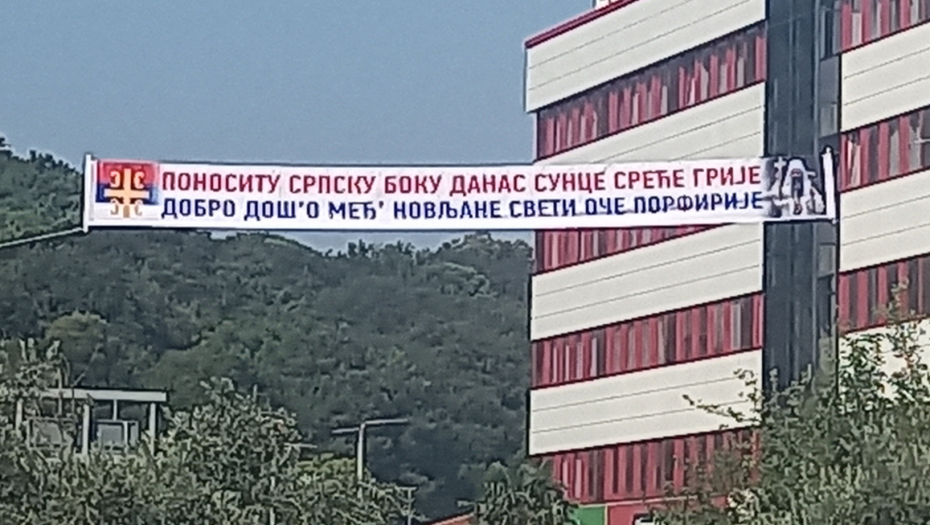 ПОНОСИТУ СРПСКУ БОКУ ДАНАС СУНЦЕ СРЕЋЕ ГРИЈЕ
ДОБРО ДОШ'О МЕЂ' НОВЉАНЕ СВЕТИ ОЧЕ ПОРФИРИЈЕ